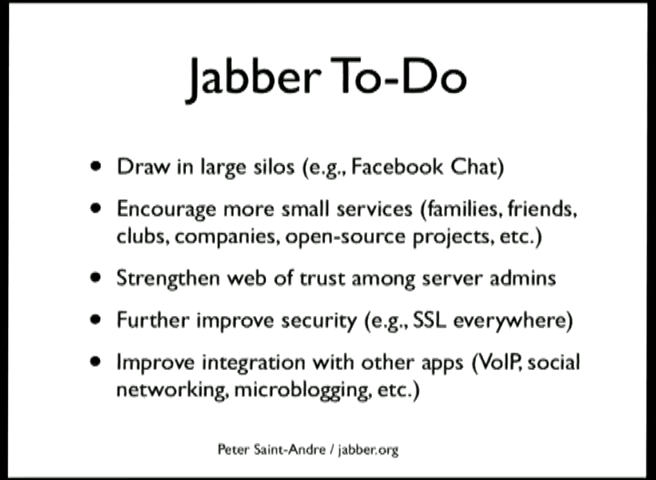 Jabber To-Do
• Draw in large silos (e.g., Facebook Chat)
• Encourage more small services (families, friends,
clubs, companies, open-source projects, etc.)
• Strengthen web of trust among server admins
• Further improve security (e.g., SSL everywhere)
• Improve integration with other apps (VoIP, social
networking, microblogging, etc.)
Peter Saint-Andre / jabber.org